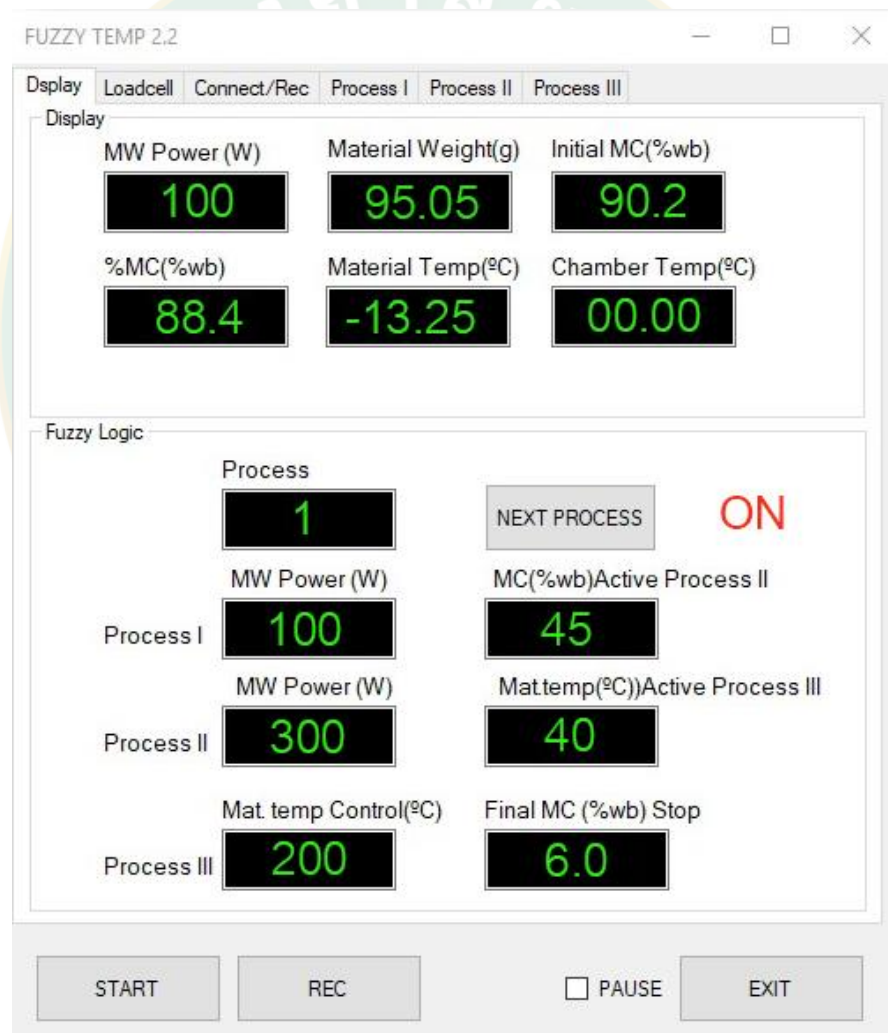 FUZZY TEMP 2.2
Dsplay Loadcell Connect/Rec Process I Process II Process III
Display
MW Power (W) Material Weight(g) Initial MC(%wb)
100 95.05 90.2
%MC(%wb) Material Temp(ºC) Chamber Temp(ºC)
88.4 -13.25 00.00
Fuzzy Logic
Process
1 NEXT PROCESS ON
MW Power (W) MC(%wb)Active Process II
Process I 100 45
MW Power (W) Mat.temp(ºC))Active Process III
Process II 300 40
Mat. temp Control(ºC) Final MC (%wb) Stop
Process III 200 6.0
START REC PAUSE EXIT